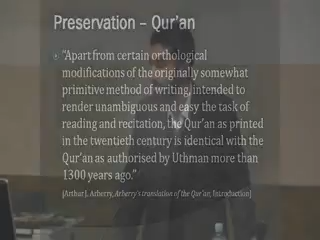 Preservation – Qur'an
"Apart from certain orthological
modifications of the originally somewhat
primitive method of writing, intended to
render unambiguous and easy the task of
reading and recitation, the Qur'an as printed
in the twentieth century is identical with the
Qur'an as authorised by Uthman more than
1300 years ago."
(Arthur J. Arberry, Arberry's translation of the Qur'an, Introduction)